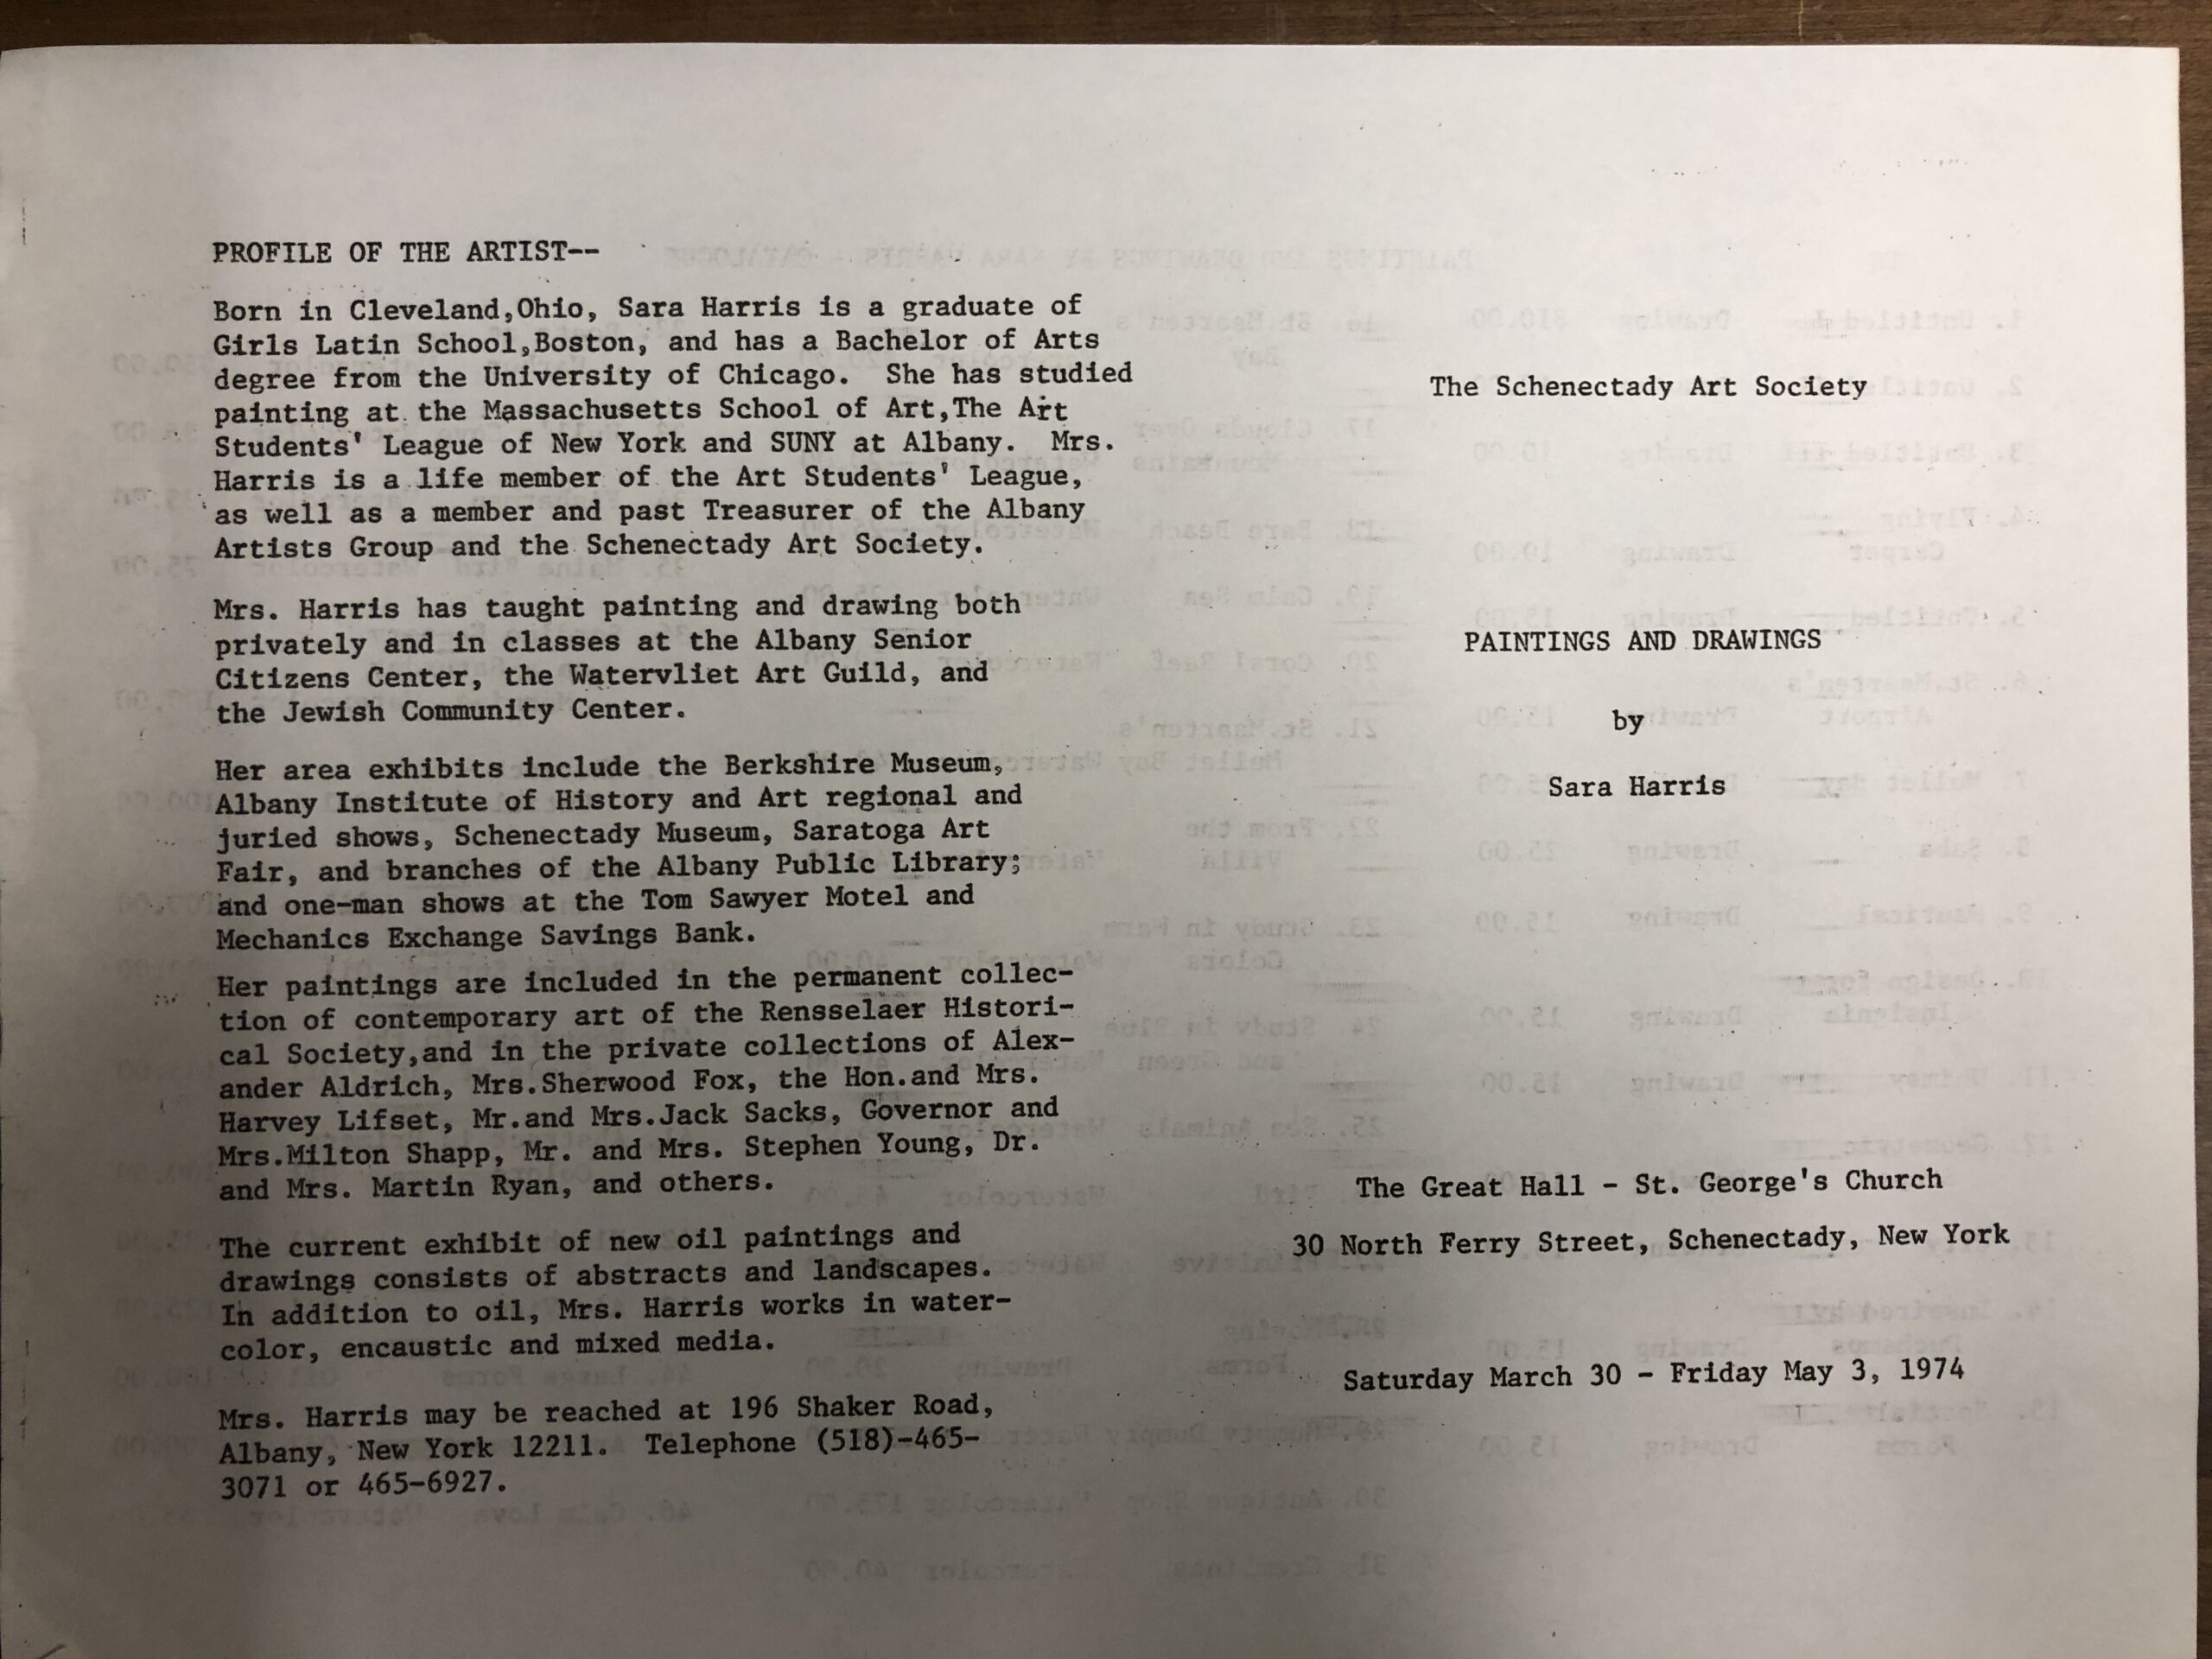 PROFILE OF THE ARTIST--
Born in Cleveland,Ohio, Sara Harris is a graduate of
Girls Latin School,Boston, and has a Bachelor of Arts
degree from the University of Chicago. She has studied
painting at the Massachusetts School of Art,The Art
Students' League of New York and SUNY at Albany. Mrs.
Harris is a life member of the Art Students' League,
as well as a member and past Treasurer of the Albany
Artists Group and the Schenectady Art Society.
Mrs. Harris has taught painting and drawing both
privately and in classes at the Albany Senior
Citizens Center, the Watervliet Art Guild, and
the Jewish Community Center.
Her area exhibits include the Berkshire Museum,
Albany Institute of History and Art regional and
juried shows, Schenectady Museum, Saratoga Art
Fair, and branches of the Albany Public Library;
and one-man shows at the Tom Sawyer Motel and
Mechanics Exchange Savings Bank.
Her paintings are included in the permanent collec-
tion of contemporary art of the Rensselaer Histori-
cal Society,and in the private collections of Alex-
ander Aldrich, Mrs.Sherwood Fox, the Hon.and Mrs.
Harvey Lifset, Mr.and Mrs.Jack Sacks, Governor and
Mrs.Milton Shapp, Mr. and Mrs. Stephen Young, Dr.
and Mrs. Martin Ryan, and others.
The current exhibit of new oil paintings and
drawings consists of abstracts and landscapes.
In addition to oil, Mrs. Harris works in water-
color, encaustic and mixed media.
Mrs. Harris may be reached at 196 Shaker Road,
Albany, New York 12211. Telephone (518)-465-
3071 or 465-6927.
The Schenectady Art Society
PAINTINGS AND DRAWINGS
by
Sara Harris
The Great Hall - St. George's Church
30 North Ferry Street, Schenectady, New York
Saturday March 30 - Friday May 3, 1974